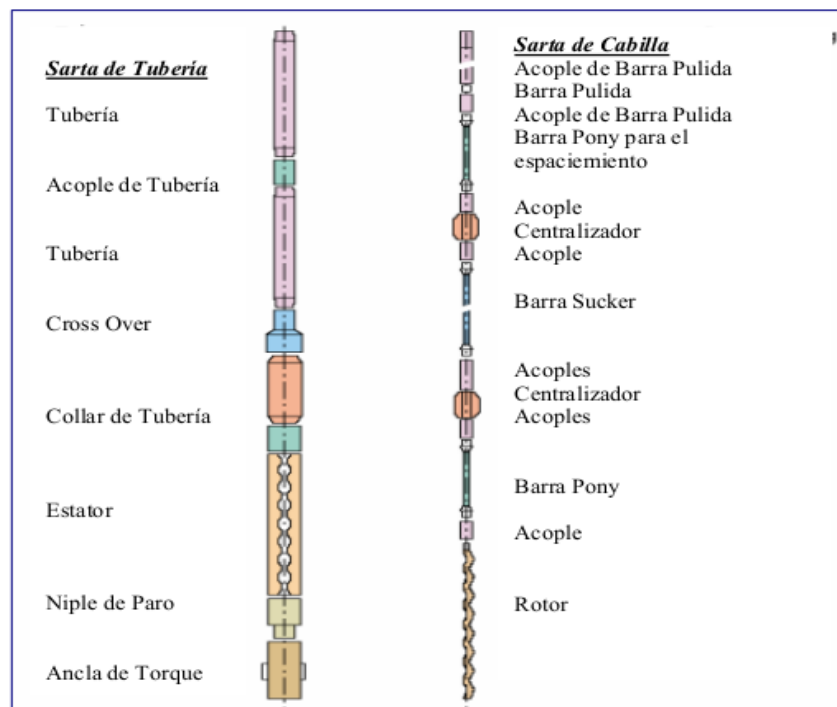 Sarta de Tubería
Tubería
Acople de Tubería
Tubería
Cross Over
Collar de Tubería
Estator
Niple de Paro
Ancla de Torque
Sarta de Cabilla
Acople de Barra Pulida
Barra Pulida
Acople de Barra Pulida
Barra Pony para el
espaciemiento
Acople
Centralizador
Acople
Barra Sucker
Acoples
Centralizador
Acoples
Barra Pony
Acople
Rotor